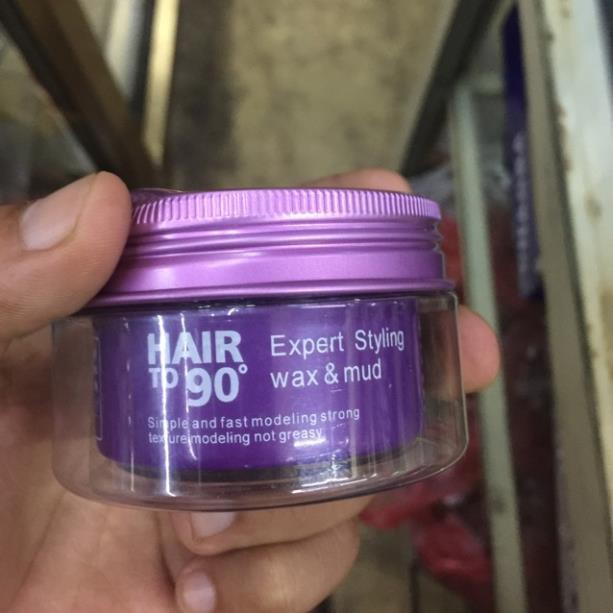 HAIR
TO 90°
Expert Styling
wax & mud
Simple and fast modeling strong
texture modeling not greasy